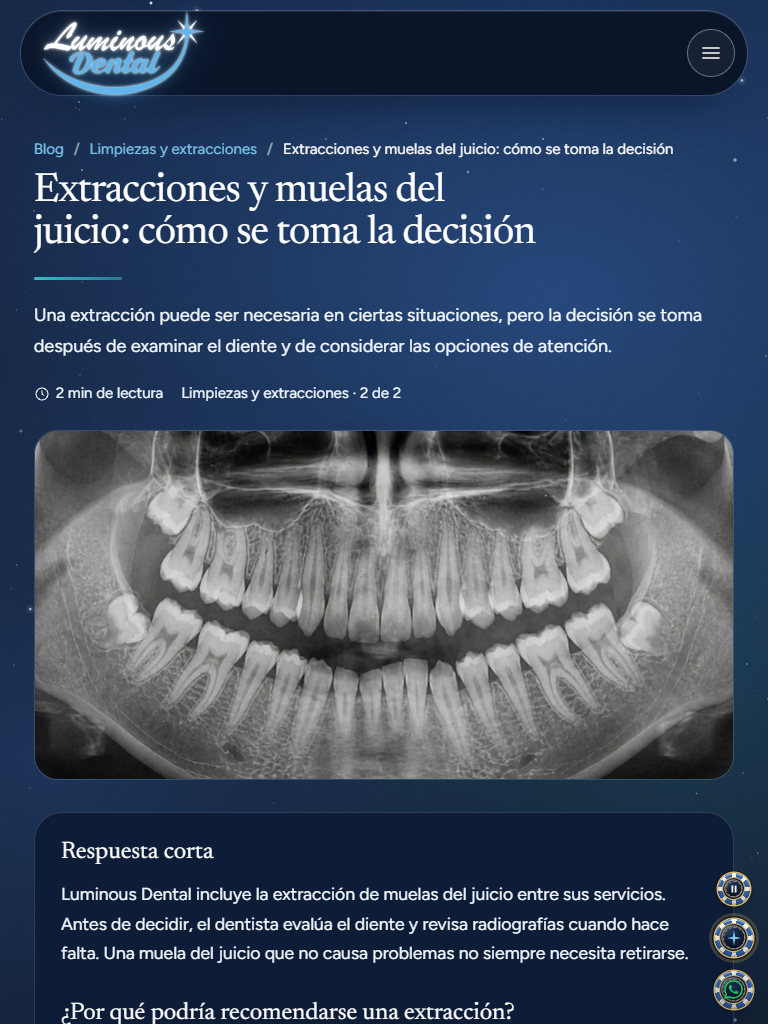 Luminous
Dental
Blog / Limpiezas y extracciones / Extracciones y muelas del juicio: cómo se toma la decisión
Extracciones y muelas del
juicio: cómo se toma la decisión
Una extracción puede ser necesaria en ciertas situaciones, pero la decisión se toma
después de examinar el diente y de considerar las opciones de atención.
2 min de lectura Limpiezas y extracciones · 2 de 2
Respuesta corta
Luminous Dental incluye la extracción de muelas del juicio entre sus servicios.
Antes de decidir, el dentista evalúa el diente y revisa radiografías cuando hace
falta. Una muela del juicio que no causa problemas no siempre necesita retirarse.
¿Por qué podría recomendarse una extracción?